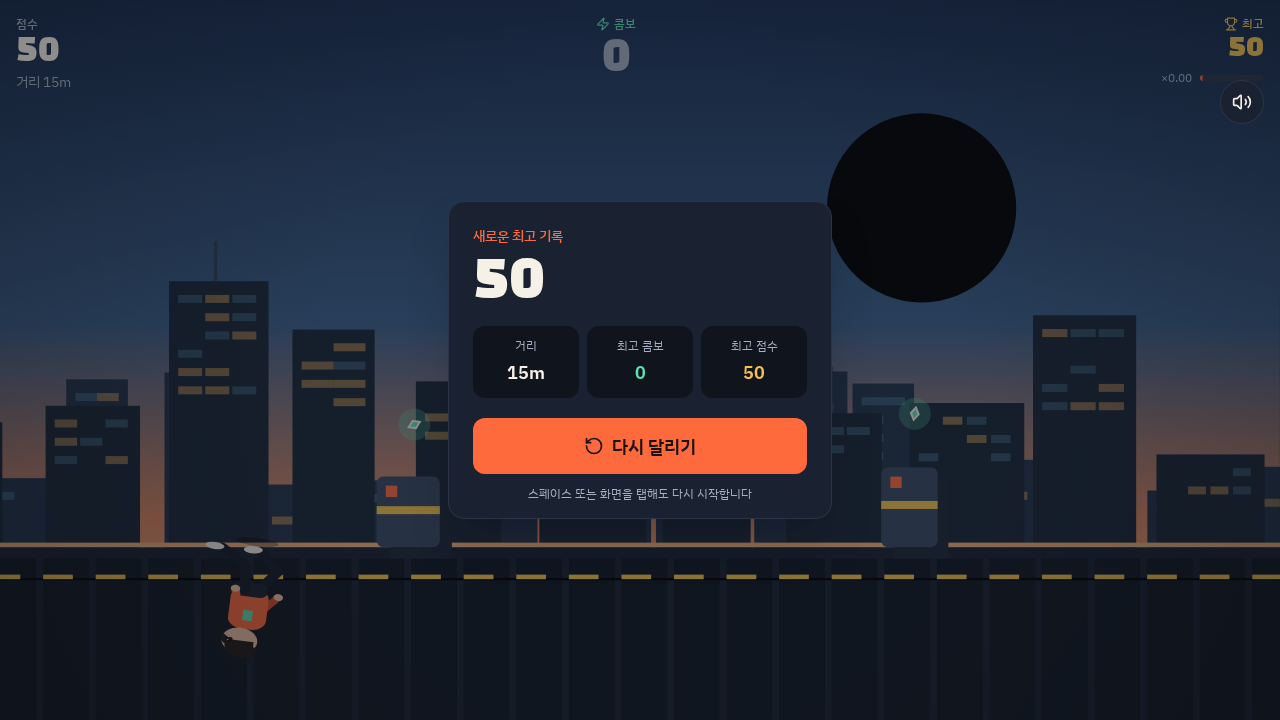 점수
50
거리 15m
콤보
0
최고
50
×0.00
새로운 최고 기록
50
거리
15m
최고 콤보
0
최고 점수
50
다시 달리기
스페이스 또는 화면을 탭해도 다시 시작합니다